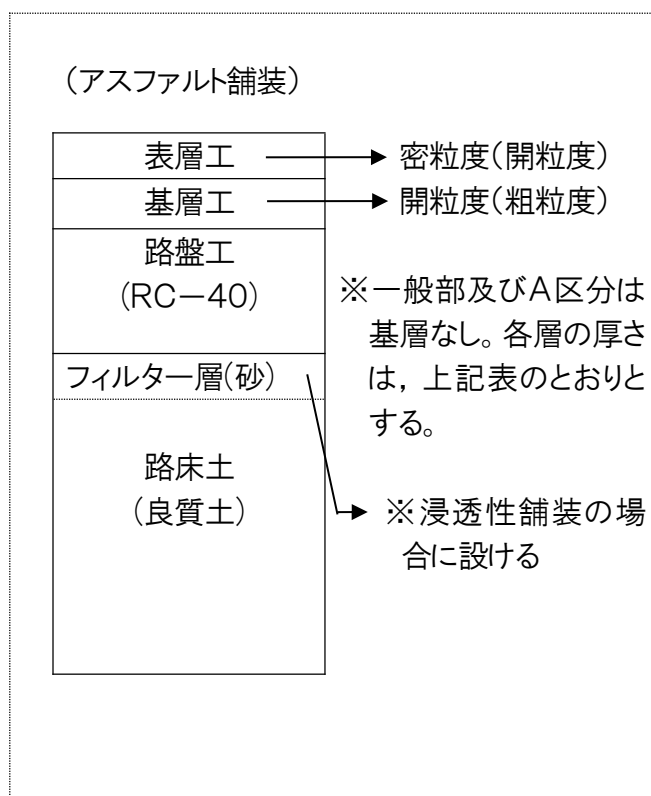 （アスファルト舗装）
表層工
密粒度（開粒度）
基層工
開粒度（粗粒度）
路盤工
（RC－40）
※一般部及びA区分は
基層なし。各層の厚さ
は，上記表のとおりと
する。
フィルター層（砂）
路床土
（良質土）
※浸透性舗装の場
合に設ける